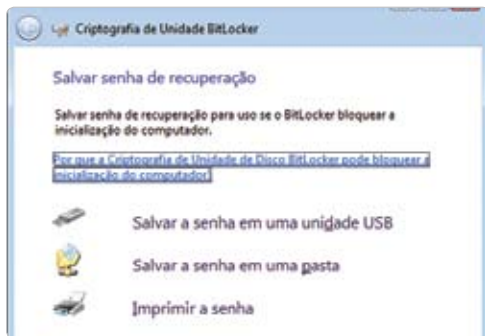 Criptografia de Unidade BitLocker
Salvar senha de recuperação
Salvar senha de recuperação para uso se o BitLocker bloquear a
inicialização do computador.
Por que a Criptografia de Unidade de Disco BitLocker pode bloquear a
inicialização do computador?
Salvar a senha em uma unidade USB
Salvar a senha em uma pasta
Imprimir a senha